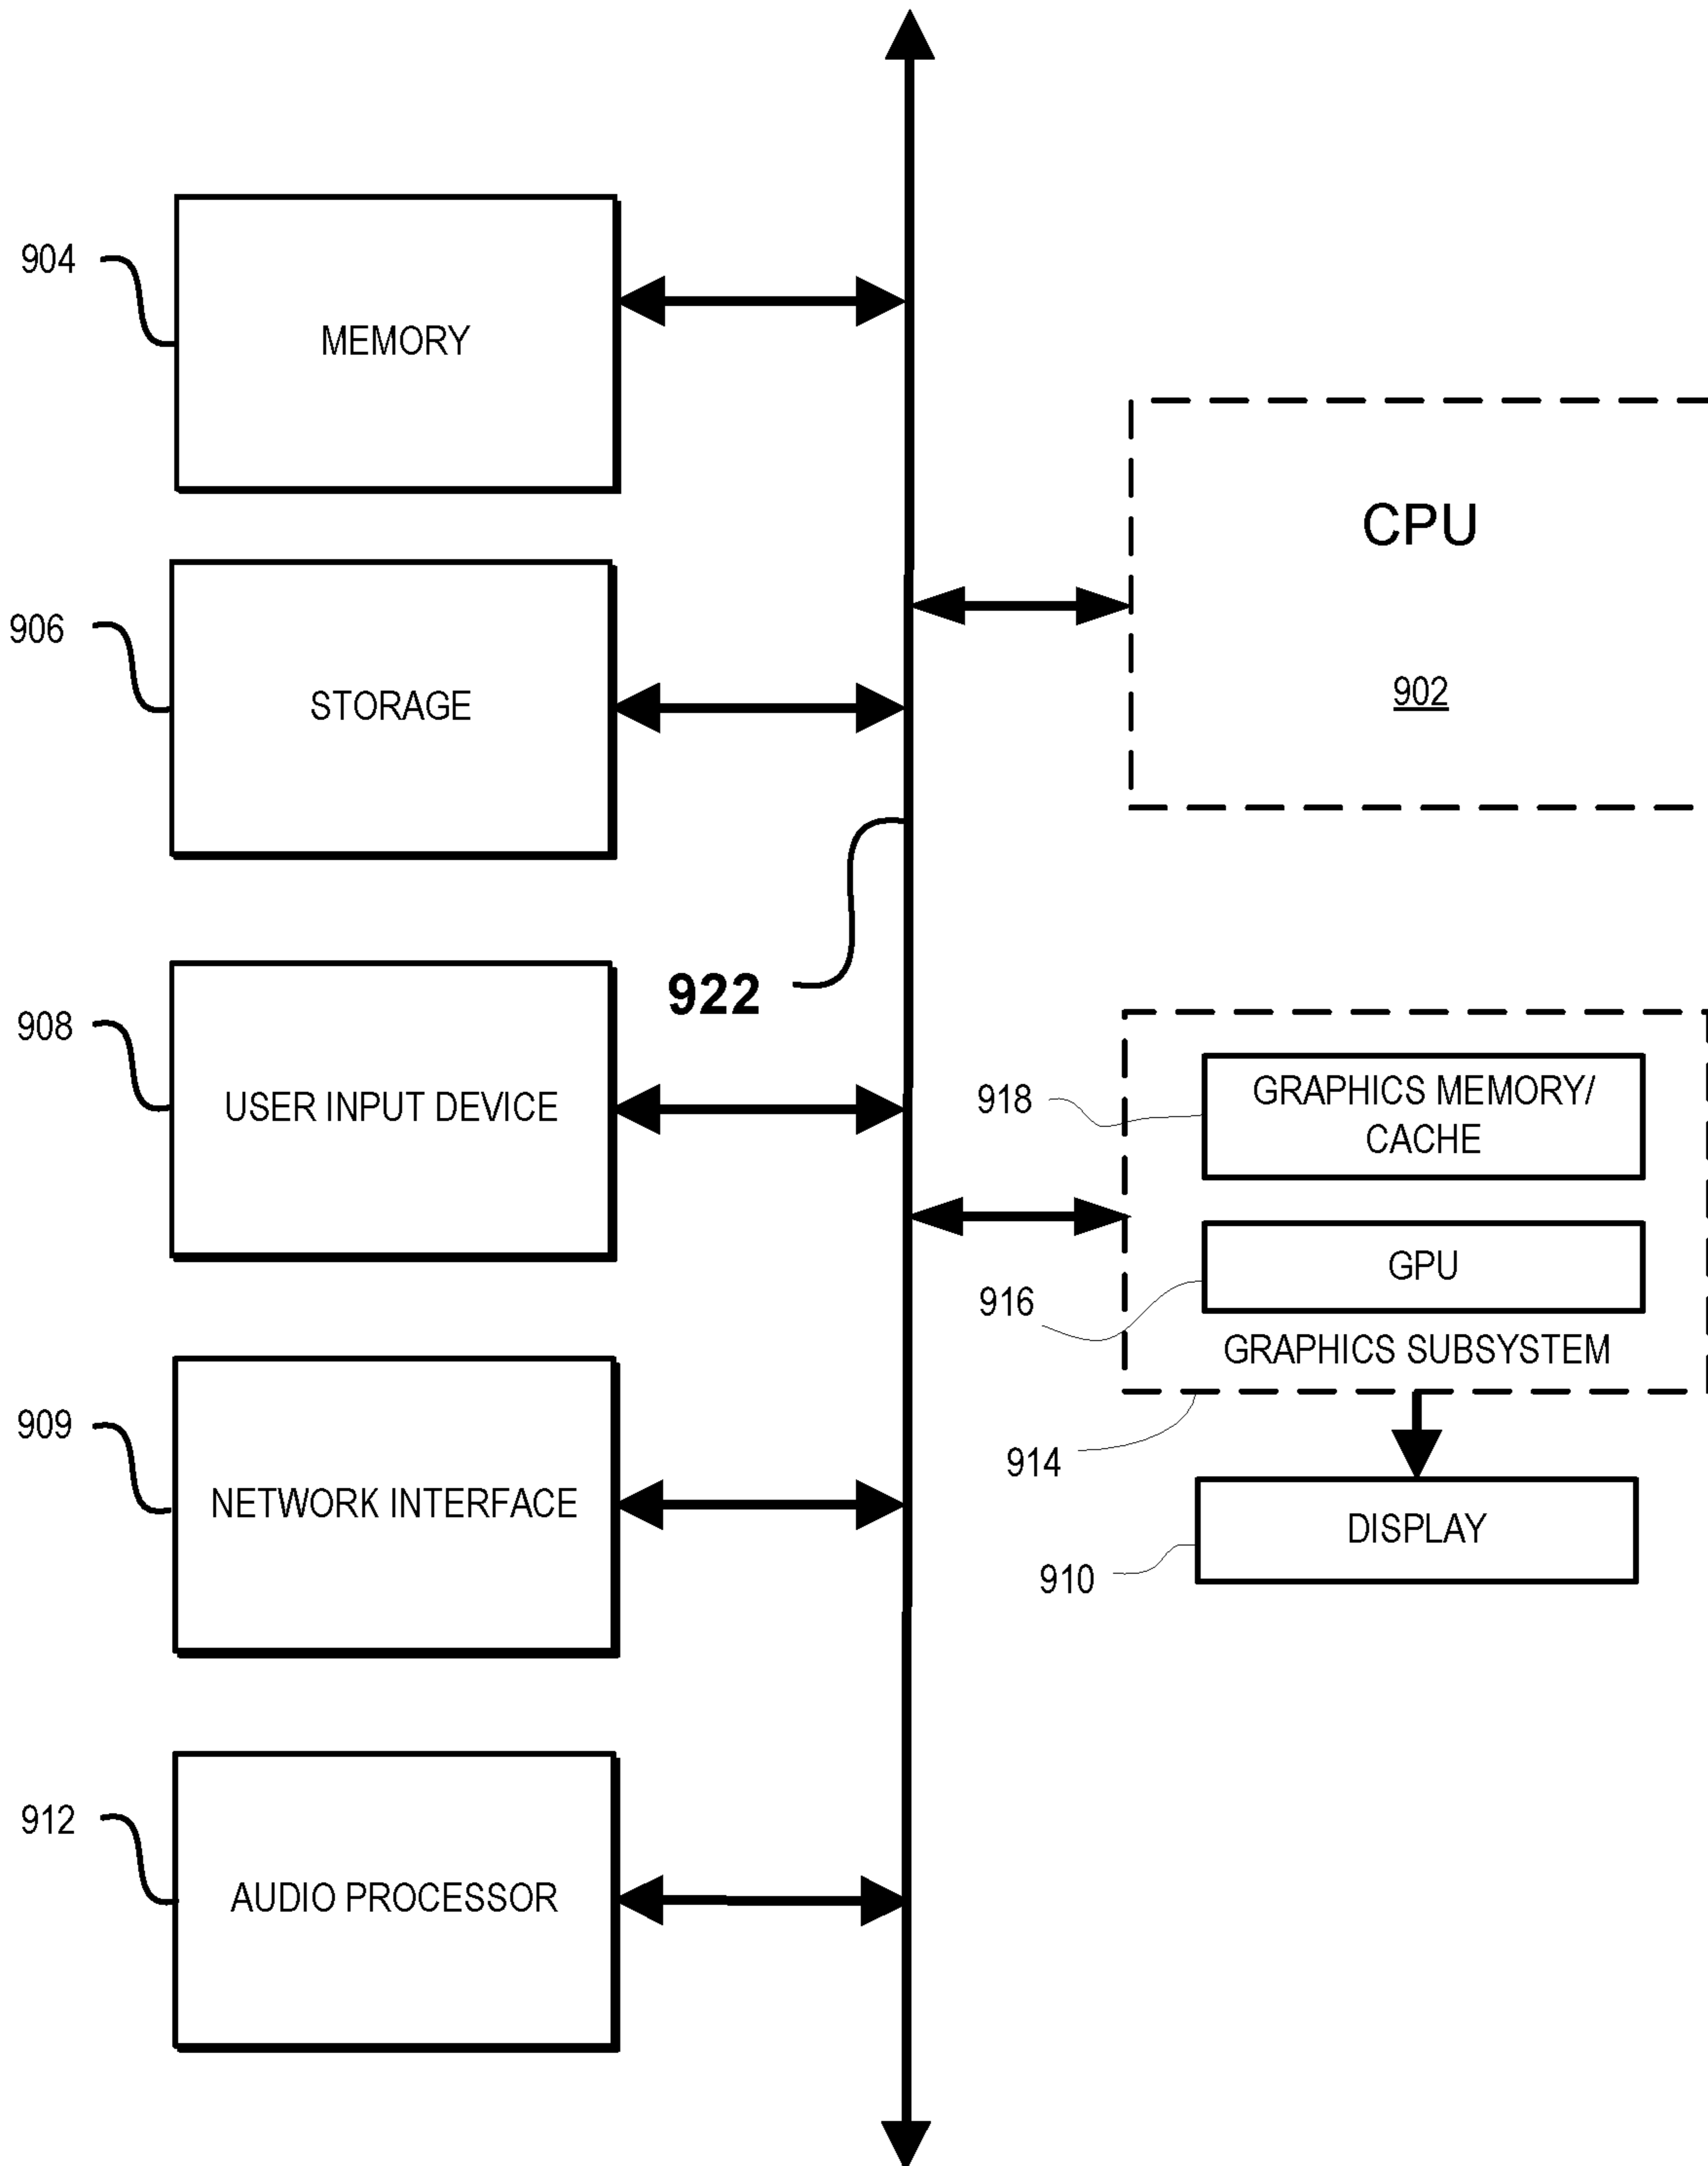 904
MEMORY
CPU
902
906
STORAGE
922
908
USER INPUT DEVICE
918
GRAPHICS MEMORY/
CACHE
916
GPU
GRAPHICS SUBSYSTEM
914
909
NETWORK INTERFACE
DISPLAY
910
912
AUDIO PROCESSOR